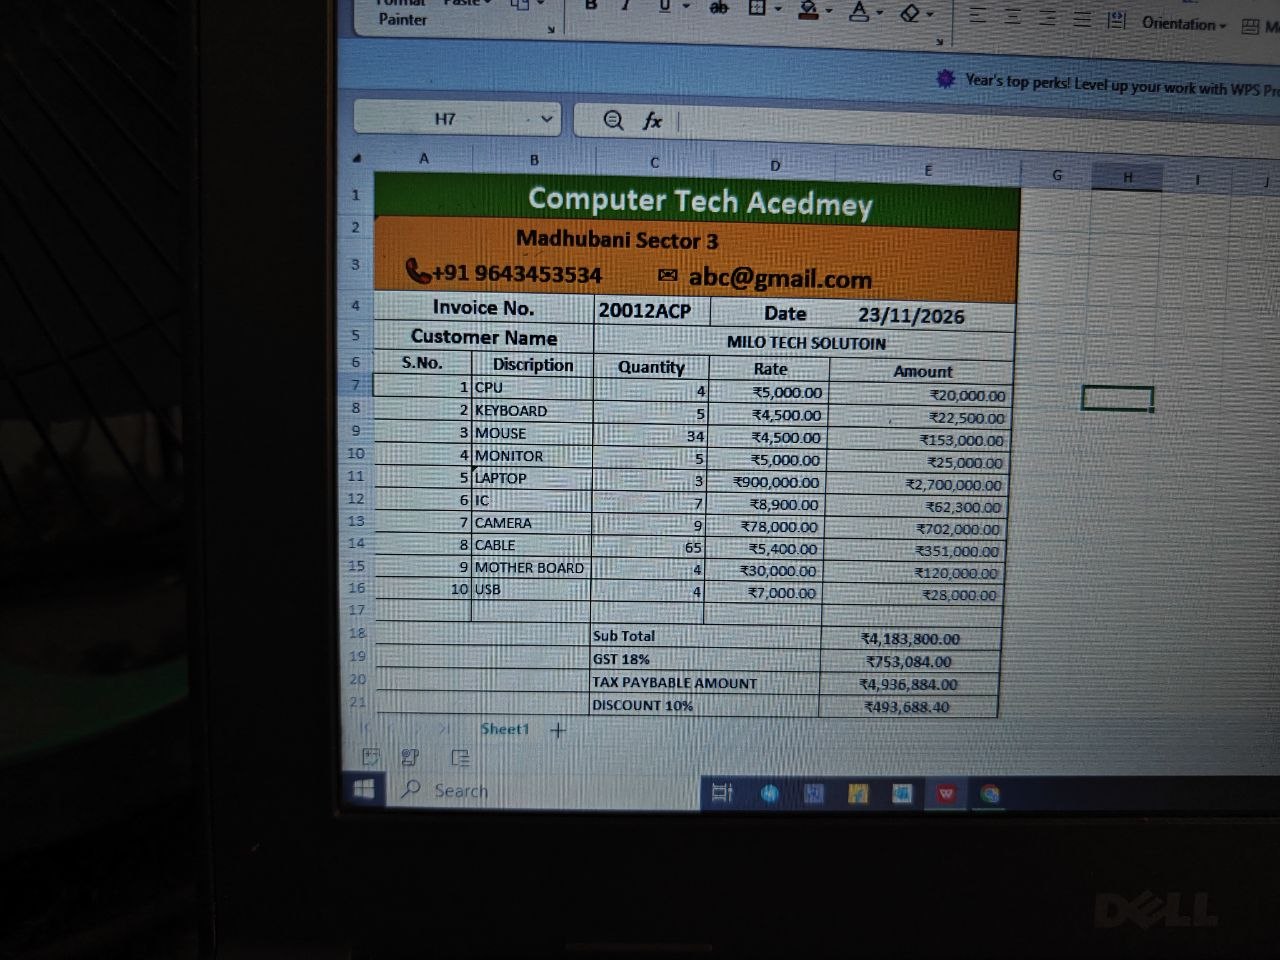 Format
Painter
Paste
B I U ab A
Orientation
Year's top perks! Level up your work with WPS Pr
H7 fx
A B C D E G H I J
1 Computer Tech Acedmey
2 Madhubani Sector 3
3 +91 9643453534 abc@gmail.com
4 Invoice No. 20012ACP Date 23/11/2026
5 Customer Name MILO TECH SOLUTOIN
6 S.No. Discription Quantity Rate Amount
7 1 CPU 4 ₹5,000.00 ₹20,000.00
8 2 KEYBOARD 5 ₹4,500.00 ₹22,500.00
9 3 MOUSE 34 ₹4,500.00 ₹153,000.00
10 4 MONITOR 5 ₹5,000.00 ₹25,000.00
11 5 LAPTOP 3 ₹900,000.00 ₹2,700,000.00
12 6 IC 7 ₹8,900.00 ₹62,300.00
13 7 CAMERA 9 ₹78,000.00 ₹702,000.00
14 8 CABLE 65 ₹5,400.00 ₹351,000.00
15 9 MOTHER BOARD 4 ₹30,000.00 ₹120,000.00
16 10 USB 4 ₹7,000.00 ₹28,000.00
17
18 Sub Total ₹4,183,800.00
19 GST 18% ₹753,084.00
20 TAX PAYBABLE AMOUNT ₹4,936,884.00
21 DISCOUNT 10% ₹493,688.40
Sheet1 +
Search
DELL